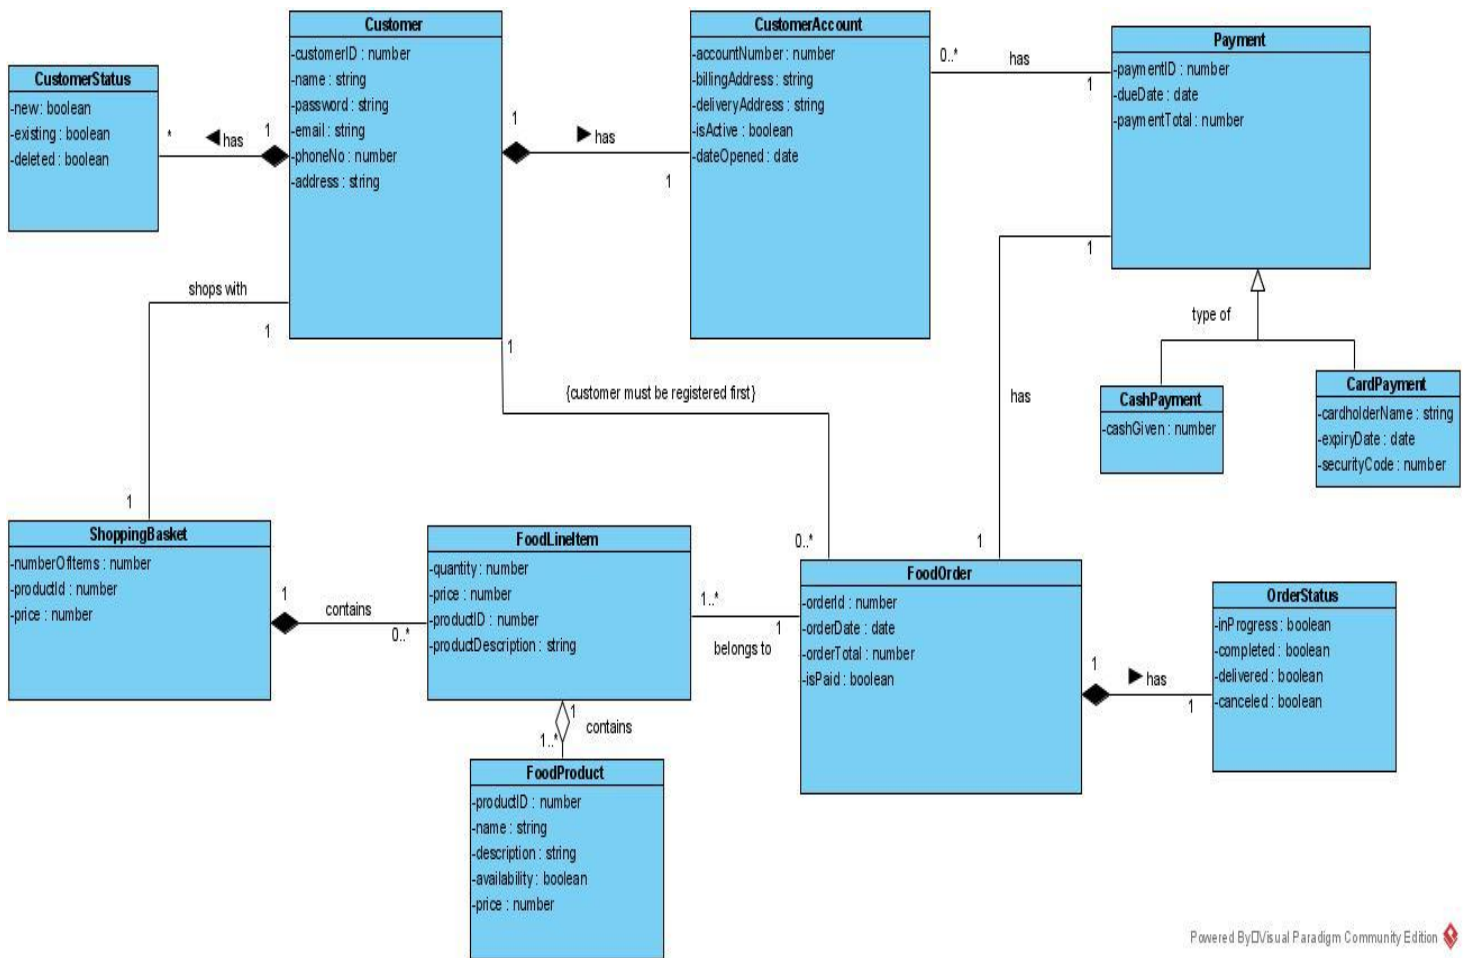 Customer
-customerID : number
-name : string
-password : string
-email : string
-phoneNo : number
-address : string
CustomerAccount
-accountNumber : number
-billingAddress : string
-deliveryAddress : string
-isActive : boolean
-dateOpened : date
Payment
-paymentID : number
-dueDate : date
-paymentTotal : number
CustomerStatus
-new : boolean
-existing : boolean
-deleted : boolean
*
has
1
1
has
1
0..*
has
1
shops with
1
1
1
{customer must be registered first}
0..*
1
has
1
type of
CashPayment
-cashGiven : number
CardPayment
-cardholderName : string
-expiryDate : date
-securityCode : number
ShoppingBasket
-numberOfItems : number
-productId : number
-price : number
1
contains
0..*
FoodLineItem
-quantity : number
-price : number
-productID : number
-productDescription : string
1..*
belongs to
1
FoodOrder
-orderId : number
-orderDate : date
-orderTotal : number
-isPaid : boolean
1
has
1
OrderStatus
-inProgress : boolean
-completed : boolean
-delivered : boolean
-canceled : boolean
1
contains
1..*
FoodProduct
-productID : number
-name : string
-description : string
-availability : boolean
-price : number
Powered By□Visual Paradigm Community Edition